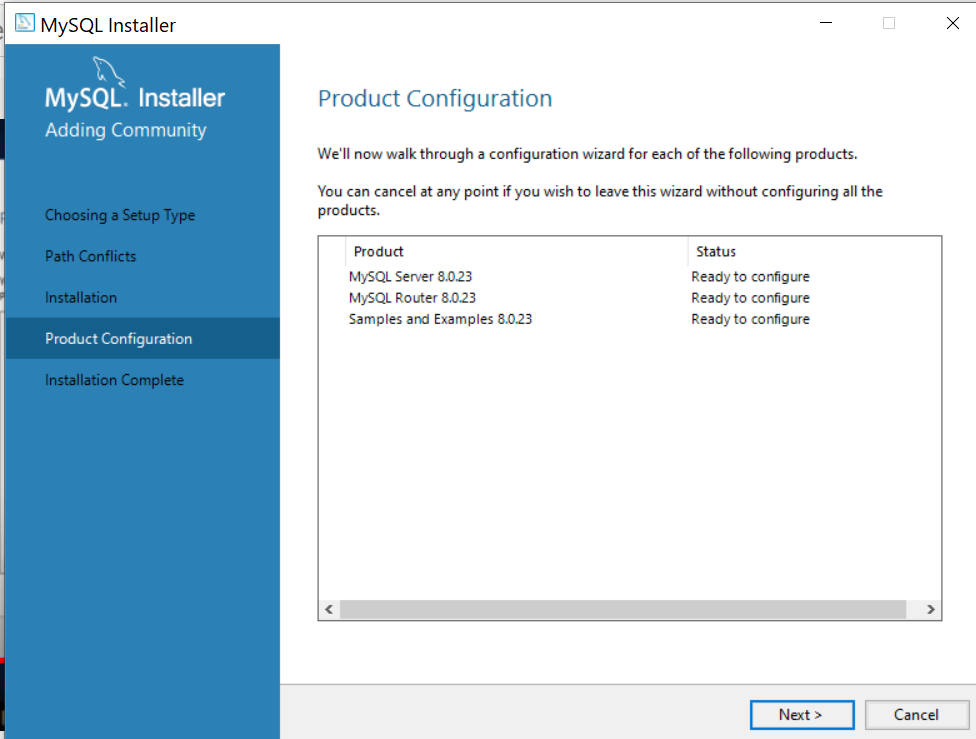 MySQL Installer
MySQL. Installer
Adding Community
Choosing a Setup Type
Path Conflicts
Installation
Product Configuration
Installation Complete
Product Configuration
We'll now walk through a configuration wizard for each of the following products.
You can cancel at any point if you wish to leave this wizard without configuring all the
products.
Product Status
MySQL Server 8.0.23 Ready to configure
MySQL Router 8.0.23 Ready to configure
Samples and Examples 8.0.23 Ready to configure
Next > Cancel